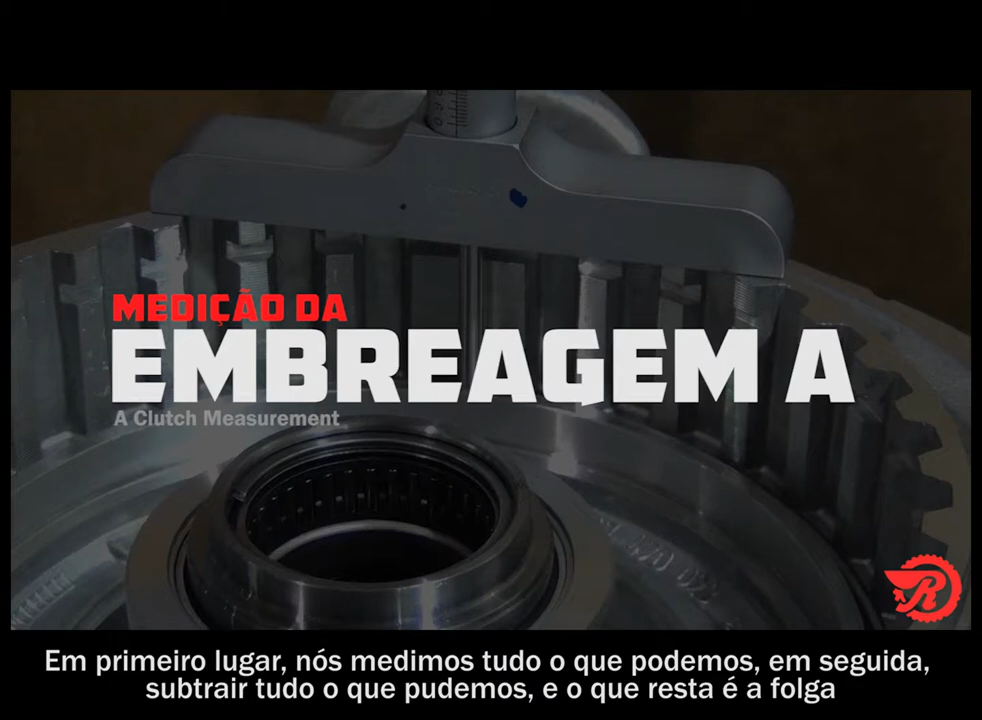 MEDIÇÃO DA
EMBREAGEM A
A Clutch Measurement
R
Em primeiro lugar, nós medimos tudo o que podemos, em seguida,
subtrair tudo o que pudemos, e o que resta é a folga